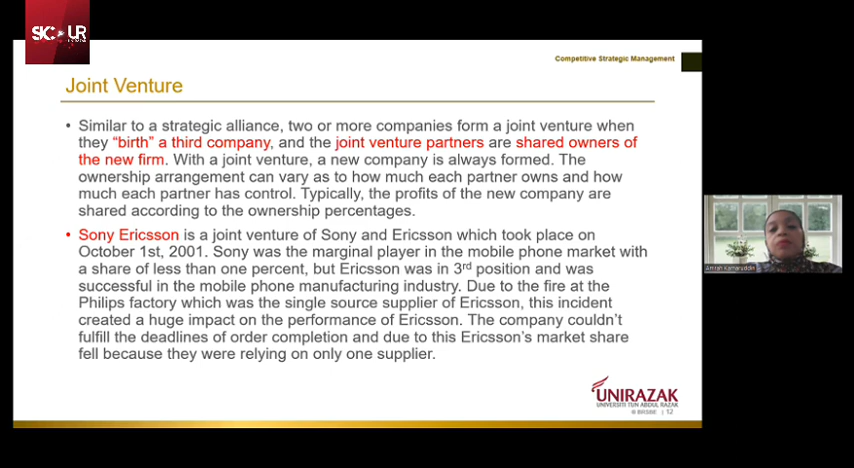 SIC UR
Competitive Strategic Management
Joint Venture
• Similar to a strategic alliance, two or more companies form a joint venture when
they “birth” a third company, and the joint venture partners are shared owners of
the new firm. With a joint venture, a new company is always formed. The
ownership arrangement can vary as to how much each partner owns and how
much each partner has control. Typically, the profits of the new company are
shared according to the ownership percentages.
• Sony Ericsson is a joint venture of Sony and Ericsson which took place on
October 1st, 2001. Sony was the marginal player in the mobile phone market with
a share of less than one percent, but Ericsson was in 3rd position and was
successful in the mobile phone manufacturing industry. Due to the fire at the
Philips factory which was the single source supplier of Ericsson, this incident
created a huge impact on the performance of Ericsson. The company couldn’t
fulfill the deadlines of order completion and due to this Ericsson’s market share
fell because they were relying on only one supplier.
Amirah Kamaruddin
UNIRAZAK
UNIVERSITI TUN ABDUL RAZAK
| 12